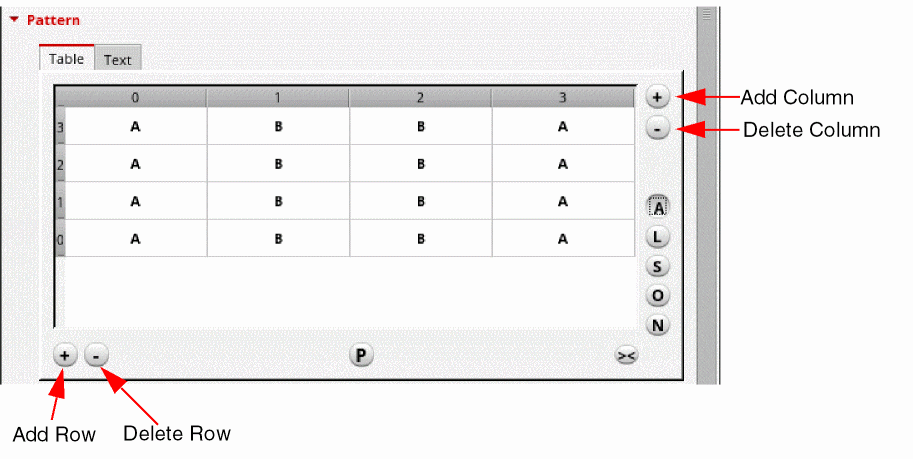 Pattern
Table Text
0 1 2 3 + Add Column
3 A B B A - Delete Column
2 A B B A
1 A B B A A
0 A B B A L
S
O
N
+ - P ><
Add Row Delete Row